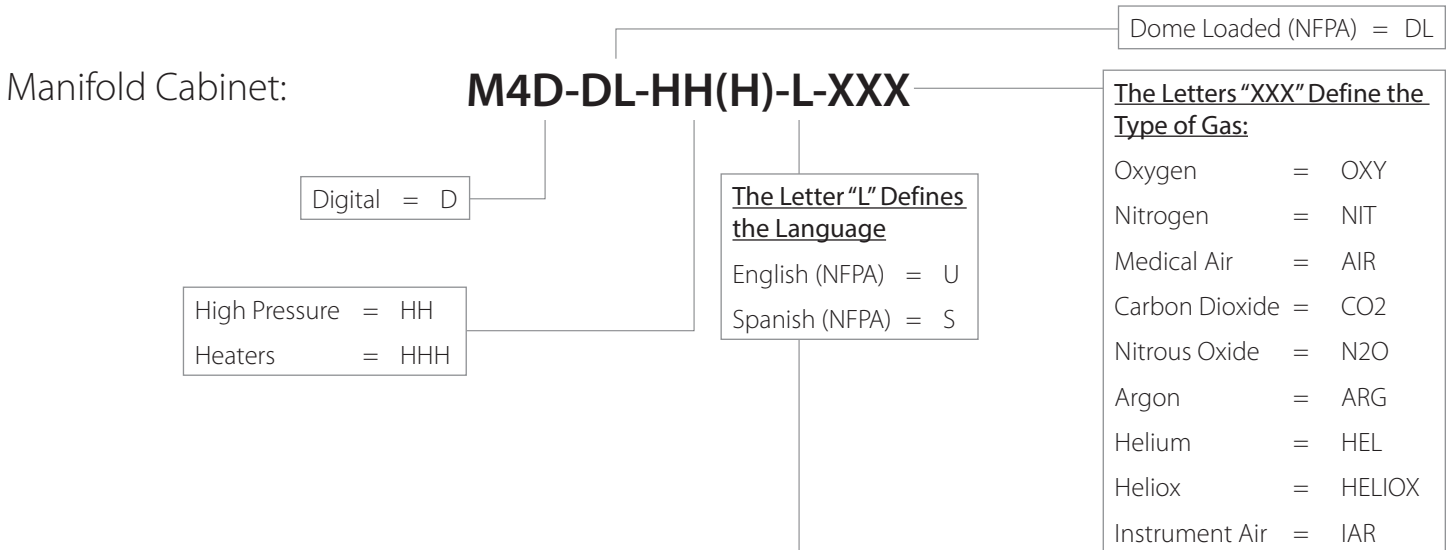 Dome Loaded (NFPA) = DL
Manifold Cabinet:
M4D-DL-HH(H)-L-XXX
Digital = D
High Pressure = HH
Heaters = HHH
The Letter “L” Defines
the Language
English (NFPA) = U
Spanish (NFPA) = S
The Letters “XXX” Define the
Type of Gas:
Oxygen = OXY
Nitrogen = NIT
Medical Air = AIR
Carbon Dioxide = CO2
Nitrous Oxide = N2O
Argon = ARG
Helium = HEL
Heliox = HELIOX
Instrument Air = IAR